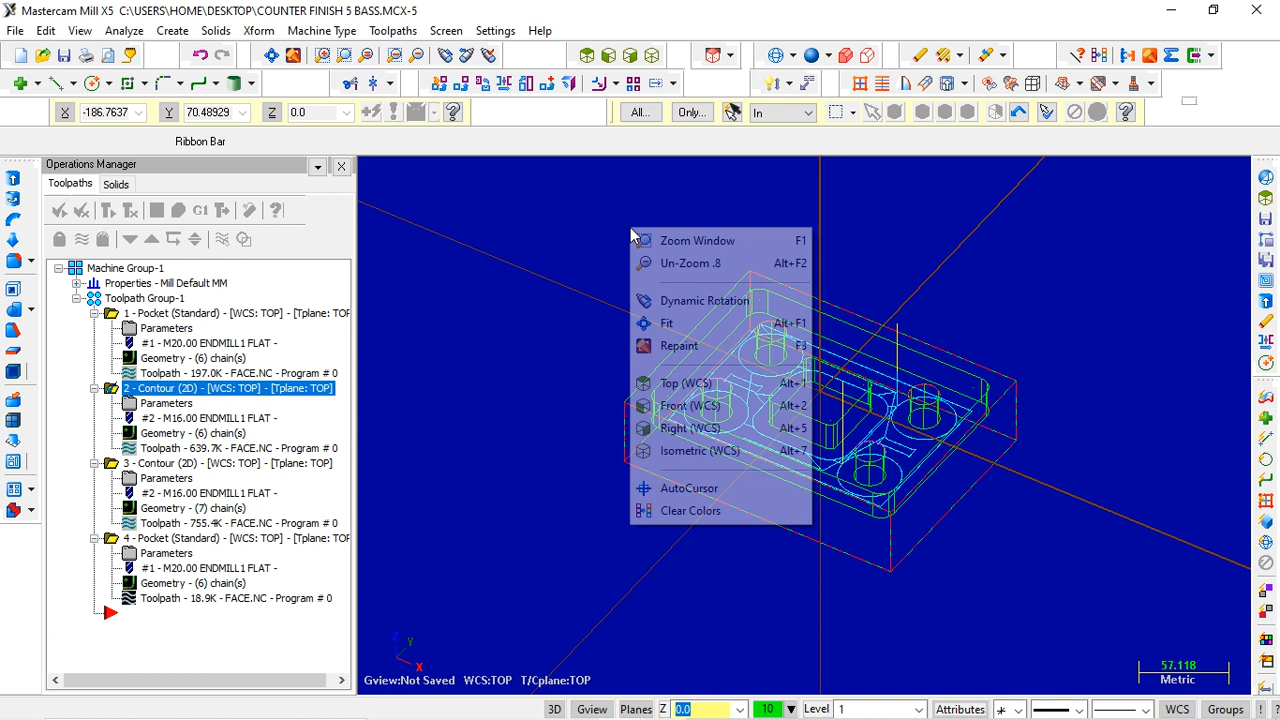 Mastercam Mill X5 C:\USERS\HOME\DESKTOP\COUNTER FINISH 5 BASS.MCX-5
File Edit View Analyze Create Solids Xform Machine Type Toolpaths Screen Settings Help
X -186.7637 Y 70.48929 Z 0.0 All... Only... In
Ribbon Bar
Operations Manager
Toolpaths Solids
G1
Machine Group-1
Properties - Mill Default MM
Toolpath Group-1
1 - Pocket (Standard) - [WCS: TOP] - [Tplane: TOP
Parameters
#1 - M20.00 ENDMILL1 FLAT -
Geometry - (6) chain(s)
Toolpath - 197.0K - FACE.NC - Program # 0
2 - Contour (2D) - [WCS: TOP] - [Tplane: TOP]
Parameters
#2 - M16.00 ENDMILL FLAT -
Geometry - (6) chain(s)
Toolpath - 639.7K - FACE.NC - Program # 0
3 - Contour (2D) - [WCS: TOP] - [Tplane: TOP]
Parameters
#2 - M16.00 ENDMILL FLAT -
Geometry - (7) chain(s)
Toolpath - 755.4K - FACE.NC - Program # 0
4 - Pocket (Standard) - [WCS: TOP] - [Tplane: TOP
Parameters
#1 - M20.00 ENDMILL1 FLAT -
Geometry - (6) chain(s)
Toolpath - 18.9K - FACE.NC - Program # 0
Zoom Window F1
Un-Zoom .8 Alt+F2
Dynamic Rotation
Fit Alt+F1
Repaint
Top (WCS) Alt+1
Front (WCS) Alt+2
Right (WCS) Alt+5
Isometric (WCS) Alt+7
AutoCursor
Clear Colors
Z Y X
57.118
Metric
Gview:Not Saved WCS:TOP T/Cplane:TOP
3D Gview Planes Z 0.0 10 Level 1 Attributes WCS Groups ! ?